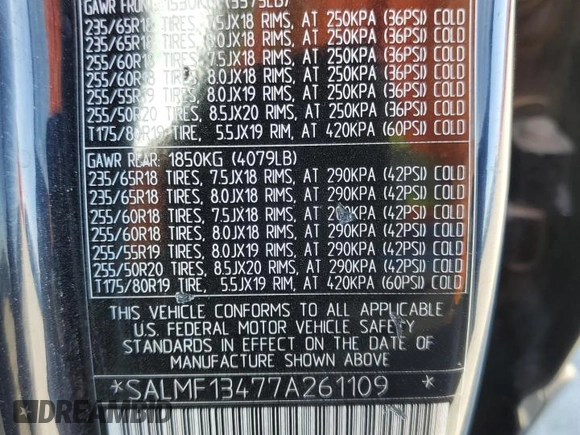 GAWR FRONT: 1530KG (3373LB)
235/65R18 TIRES, 7.5JX18 RIMS, AT 250KPA (36PSI) COLD
235/65R18 TIRES, 8.0JX18 RIMS, AT 250KPA (36PSI) COLD
255/60R18 TIRES, 7.5JX18 RIMS, AT 250KPA (36PSI) COLD
255/60R18 TIRES, 8.0JX18 RIMS, AT 250KPA (36PSI) COLD
255/55R19 TIRES, 8.0JX19 RIMS, AT 250KPA (36PSI) COLD
255/50R20 TIRES, 8.5JX20 RIMS, AT 250KPA (36PSI) COLD
T175/80R19 TIRE, 5.5JX19 RIM, AT 420KPA (60PSI) COLD
GAWR REAR: 1850KG (4079LB)
235/65R18 TIRES, 7.5JX18 RIMS, AT 290KPA (42PSI) COLD
235/65R18 TIRES, 8.0JX18 RIMS, AT 290KPA (42PSI) COLD
255/60R18 TIRES, 7.5JX18 RIMS, AT 290KPA (42PSI) COLD
255/60R18 TIRES, 8.0JX18 RIMS, AT 290KPA (42PSI) COLD
255/55R19 TIRES, 8.0JX19 RIMS, AT 290KPA (42PSI) COLD
255/50R20 TIRES, 8.5JX20 RIMS, AT 290KPA (42PSI) COLD
T175/80R19 TIRE, 5.5JX19 RIM, AT 420KPA (60PSI) COLD
THIS VEHICLE CONFORMS TO ALL APPLICABLE
U.S. FEDERAL MOTOR VEHICLE SAFETY
STANDARDS IN EFFECT ON THE DATE OF
MANUFACTURE SHOWN ABOVE
*SALMF13477A261109 *
DREAMBID